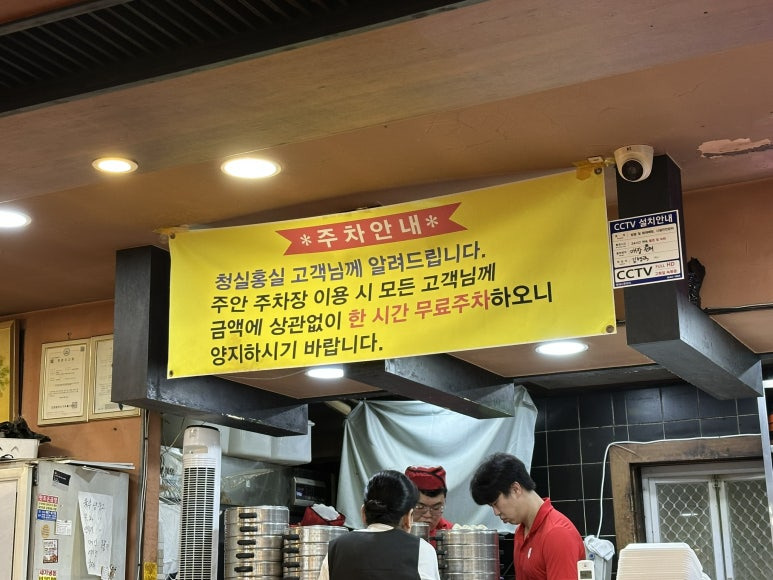 *주차안내*
청실홍실 고객님께 알려드립니다.
주안 주차장 이용 시 모든 고객님께
금액에 상관없이 한 시간 무료주차하오니
양지하시기 바랍니다.
CCTV 설치안내
CCTV FULL HD